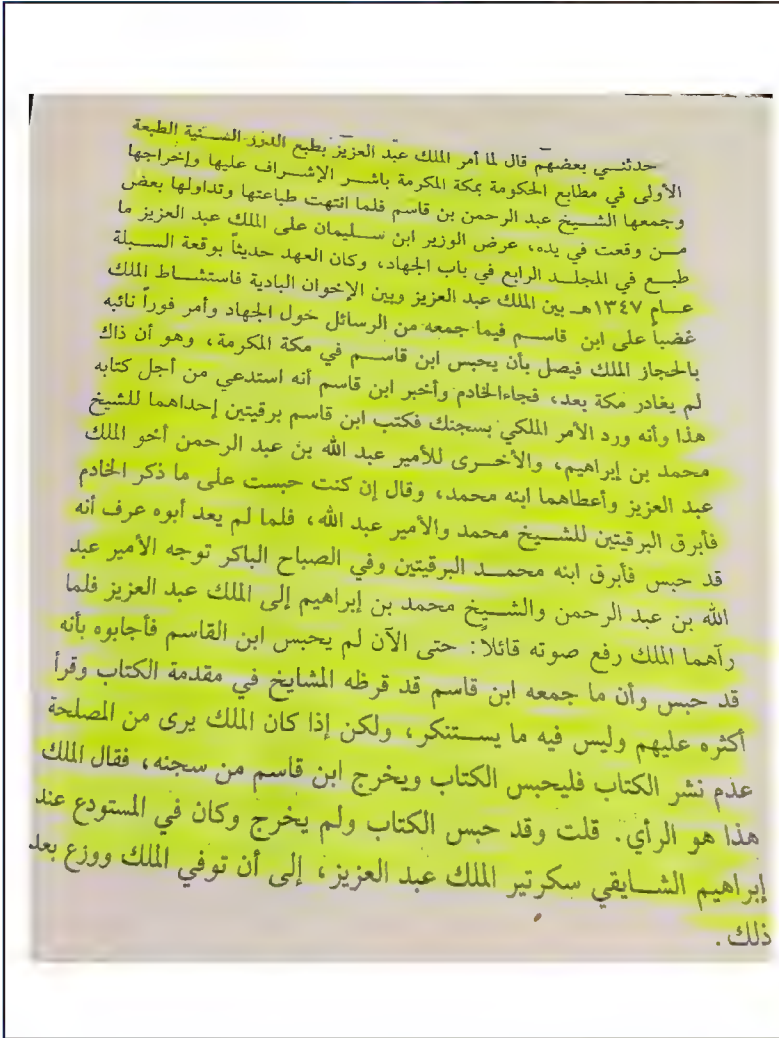 حدثني بعضهم قال لما أمر الملك عبد العزيز بطبع الدرر السنية الطبعة
الأولى في مطابع الحكومة بمكة المكرمة باشر الإشراف عليها وإخراجها
وجمعها الشيخ عبد الرحمن بن قاسم فلما انتهت طباعتها وتداولها بعض
من وقعت في يده، عرض الوزير ابن سليمان على الملك عبد العزيز ما
طبع في المجلد الرابع في باب الجهاد، وكان العهد حديثاً بوقعة السبلة
عام ١٣٤٧هـ بين الملك عبد العزيز وبين الإخوان البادية فاستشاط الملك
غضباً على ابن قاسم فيما جمعه من الرسائل حول الجهاد وأمر فوراً نائبه
بالحجاز الملك فيصل بأن يحبس ابن قاسم في مكة المكرمة، وهو أن ذاك
لم يغادر مكة بعد، فجاءالخادم وأخبر ابن قاسم أنه استدعي من أجل كتابه
هذا وأنه ورد الأمر الملكي بسجنك فكتب ابن قاسم برقيتين إحداهما للشيخ
محمد بن إبراهيم، والأخرى للأمير عبد الله بن عبد الرحمن أخو الملك
عبد العزيز وأعطاهما ابنه محمد، وقال إن كنت حبست على ما ذكر الخادم
فأبرق البرقيتين للشيخ محمد والأمير عبد الله، فلما لم يعد أبوه عرف أنه
قد حبس فأبرق ابنه محمد البرقيتين وفي الصباح الباكر توجه الأمير عبد
الله بن عبد الرحمن والشيخ محمد بن إبراهيم إلى الملك عبد العزيز فلما
رآهما الملك رفع صوته قائلاً: حتى الآن لم يحبس ابن القاسم فأجابوه بأنه
قد حبس وأن ما جمعه ابن قاسم قد قرظه المشايخ في مقدمة الكتاب وقرأ
أكثره عليهم وليس فيه ما يستنكر، ولكن إذا كان الملك يرى من المصلحة
عدم نشر الكتاب فليحبس الكتاب ويخرج ابن قاسم من سجنه، فقال الملك
هذا هو الرأي. قلت وقد حبس الكتاب ولم يخرج وكان في المستودع عند
إبراهيم الشايقي سكرتير الملك عبد العزيز، إلى أن توفي الملك ووزع بعد
ذلك.